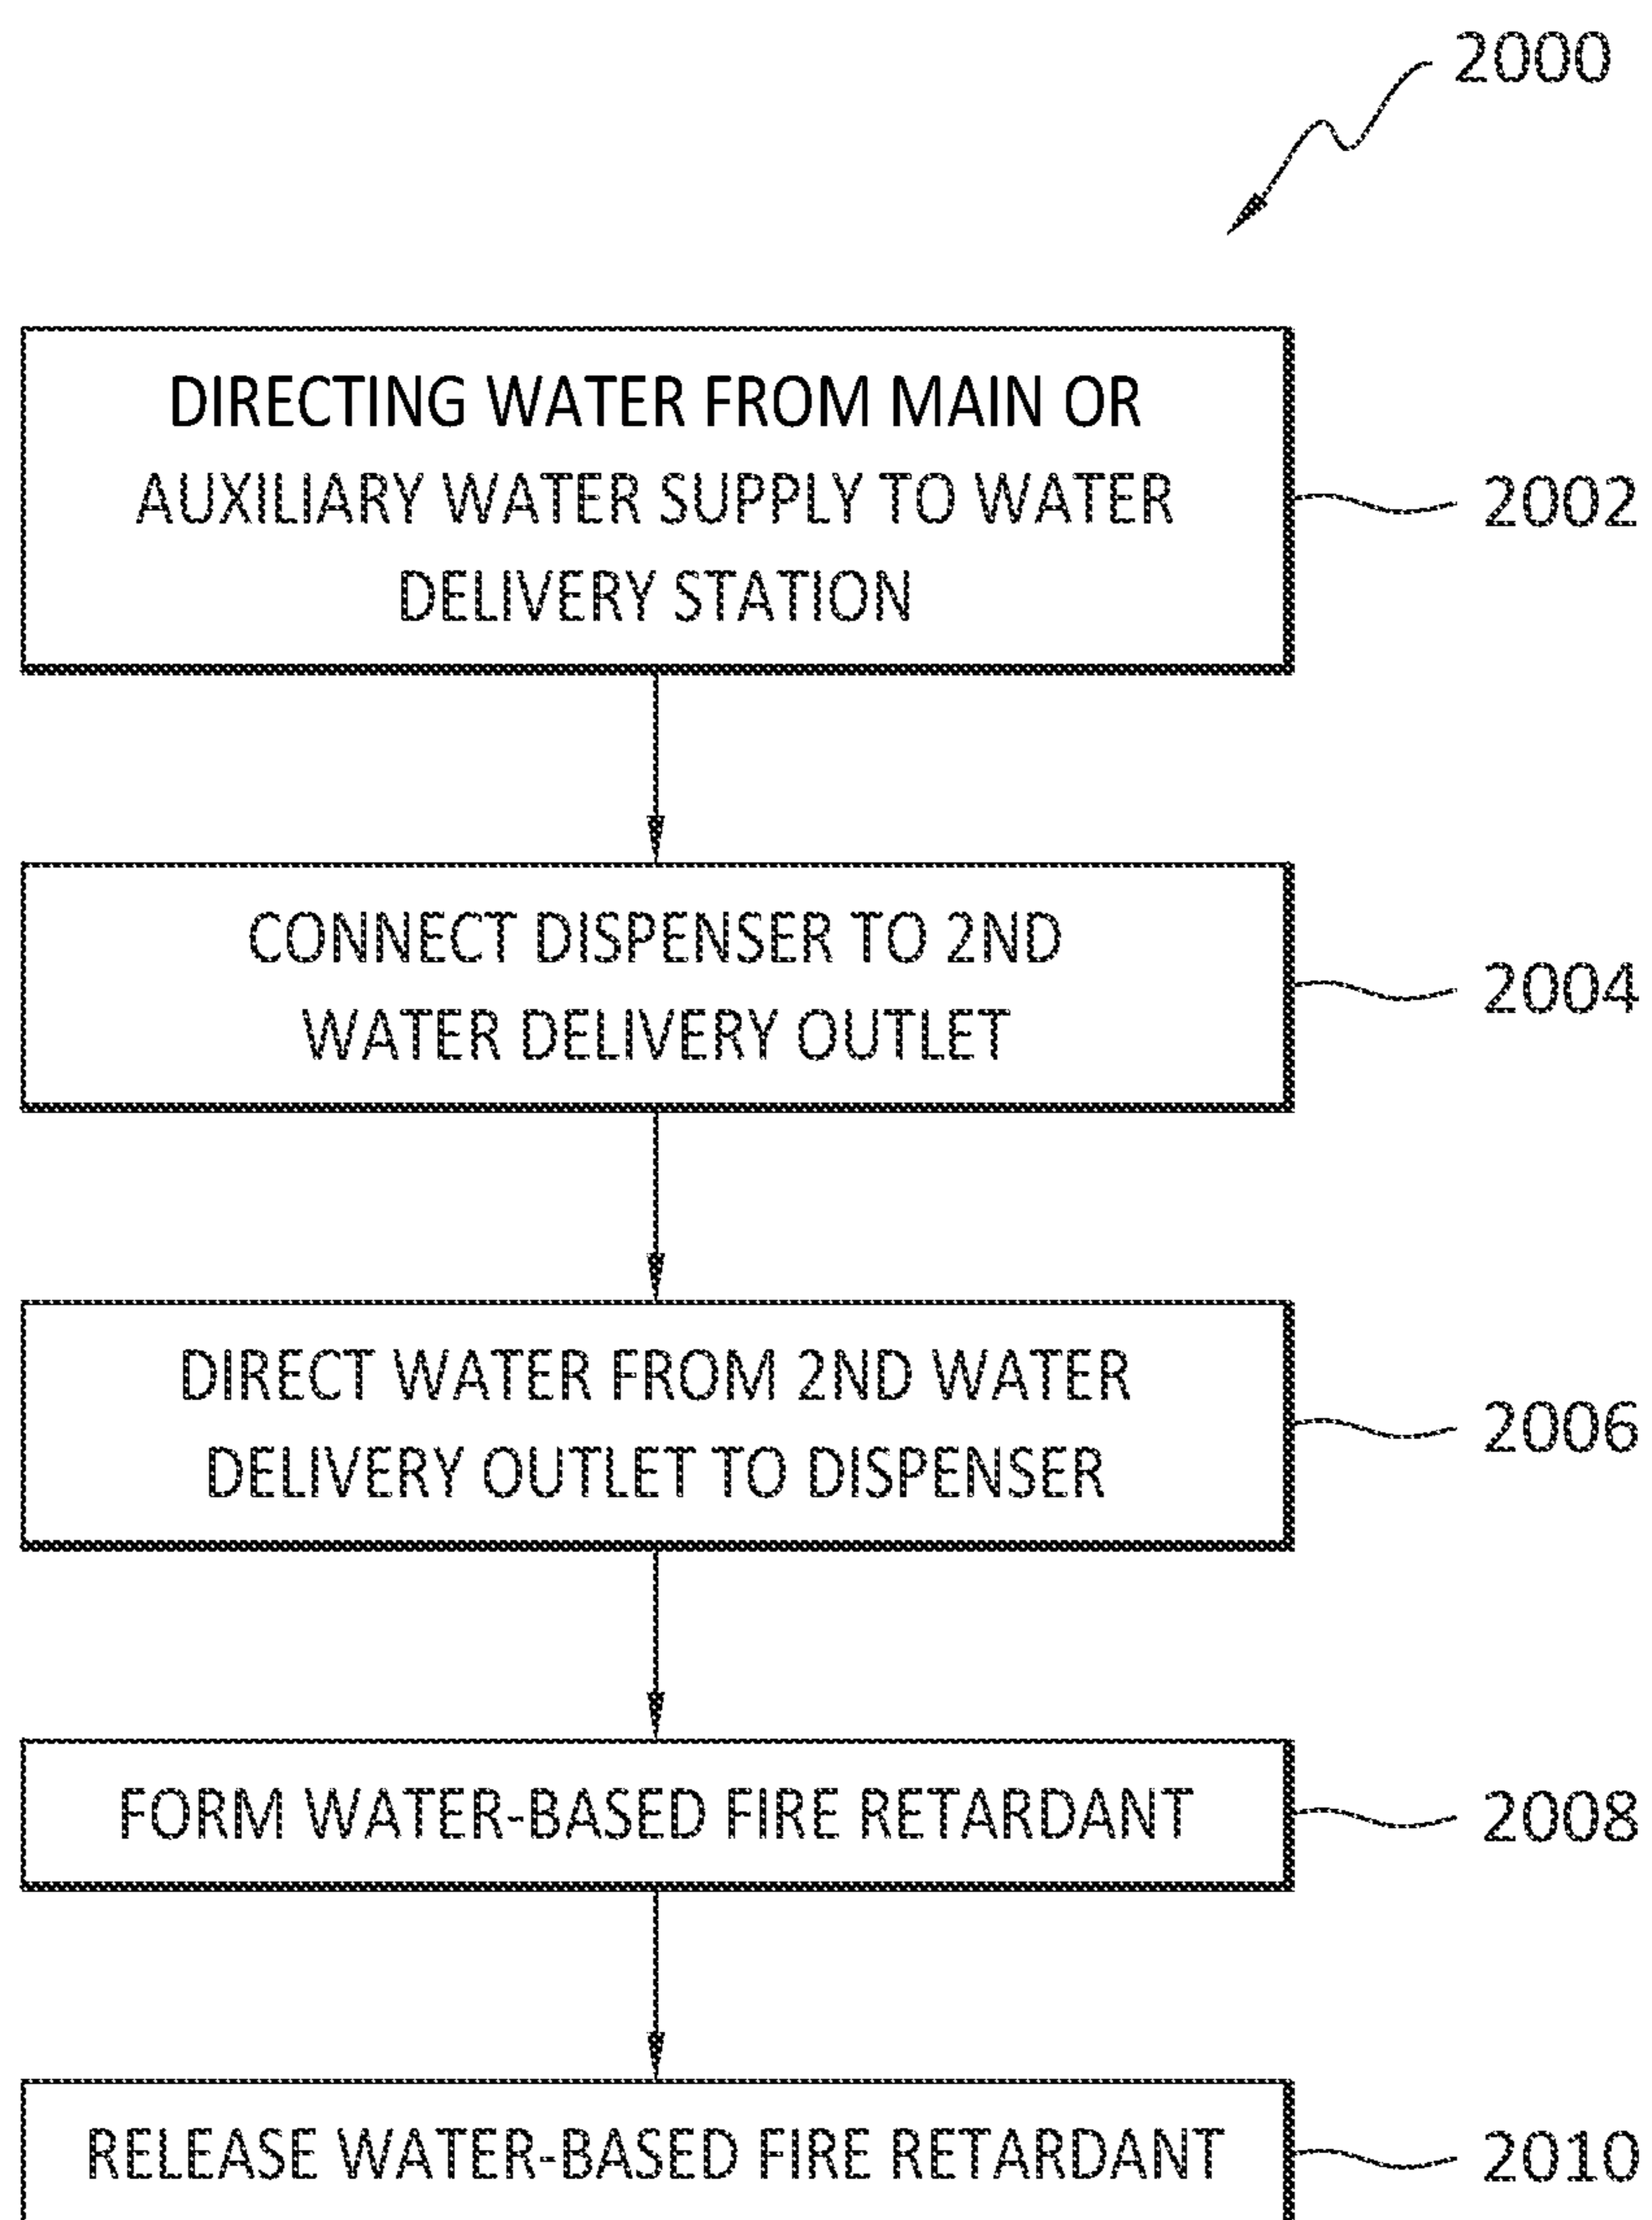 2000
DIRECTING WATER FROM MAIN OR
AUXILIARY WATER SUPPLY TO WATER
DELIVERY STATION
2002
CONNECT DISPENSER TO 2ND
WATER DELIVERY OUTLET
2004
DIRECT WATER FROM 2ND WATER
DELIVERY OUTLET TO DISPENSER
2006
FORM WATER-BASED FIRE RETARDANT
2008
RELEASE WATER-BASED FIRE RETARDANT
2010